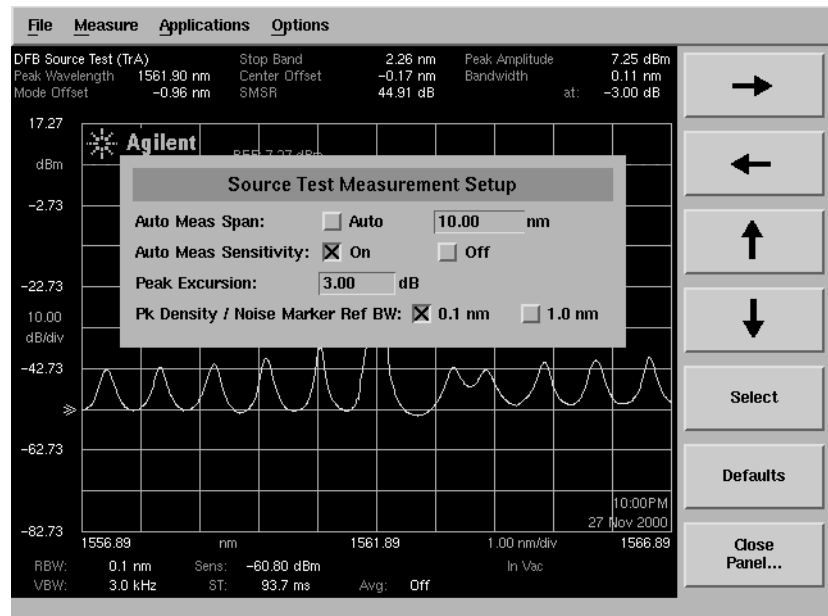 File Measure Applications Options
DFB Source Test (TrA) Stop Band 2.26 nm Peak Amplitude 7.25 dBm
Peak Wavelength 1561.90 nm Center Offset −0.17 nm Bandwidth 0.11 nm
Mode Offset −0.96 nm SMSR 44.91 dB at: −3.00 dB
17.27
Agilent
dBm
REF: 7.27 dBm
Source Test Measurement Setup
−2.73
Auto Meas Span: Auto 10.00 nm
Auto Meas Sensitivity: On Off
−22.73
Peak Excursion: 3.00 dB
10.00
dB/div
Pk Density / Noise Marker Ref BW: 0.1 nm 1.0 nm
−42.73
−62.73
10:00PM
27 Nov 2000
−82.73
1556.89 nm 1561.89 1.00 nm/div 1566.89
RBW: 0.1 nm Sens: −60.80 dBm In Vac
VBW: 3.0 kHz ST: 93.7 ms Avg: Off
Select
Defaults
Close
Panel...